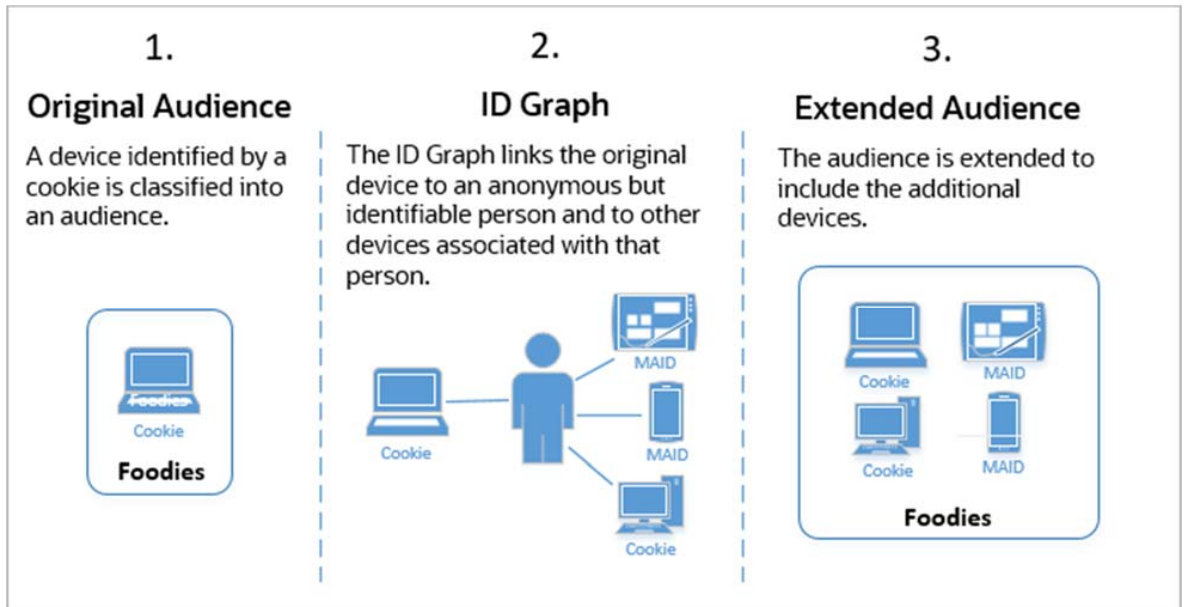 1.
Original Audience
A device identified by a
cookie is classified into
an audience.
Foodies
Cookie
Foodies
2.
ID Graph
The ID Graph links the original
device to an anonymous but
identifiable person and to other
devices associated with that
person.
MAID
Cookie
MAID
Cookie
3.
Extended Audience
The audience is extended to
include the additional
devices.
Cookie
MAID
Cookie
MAID
Foodies